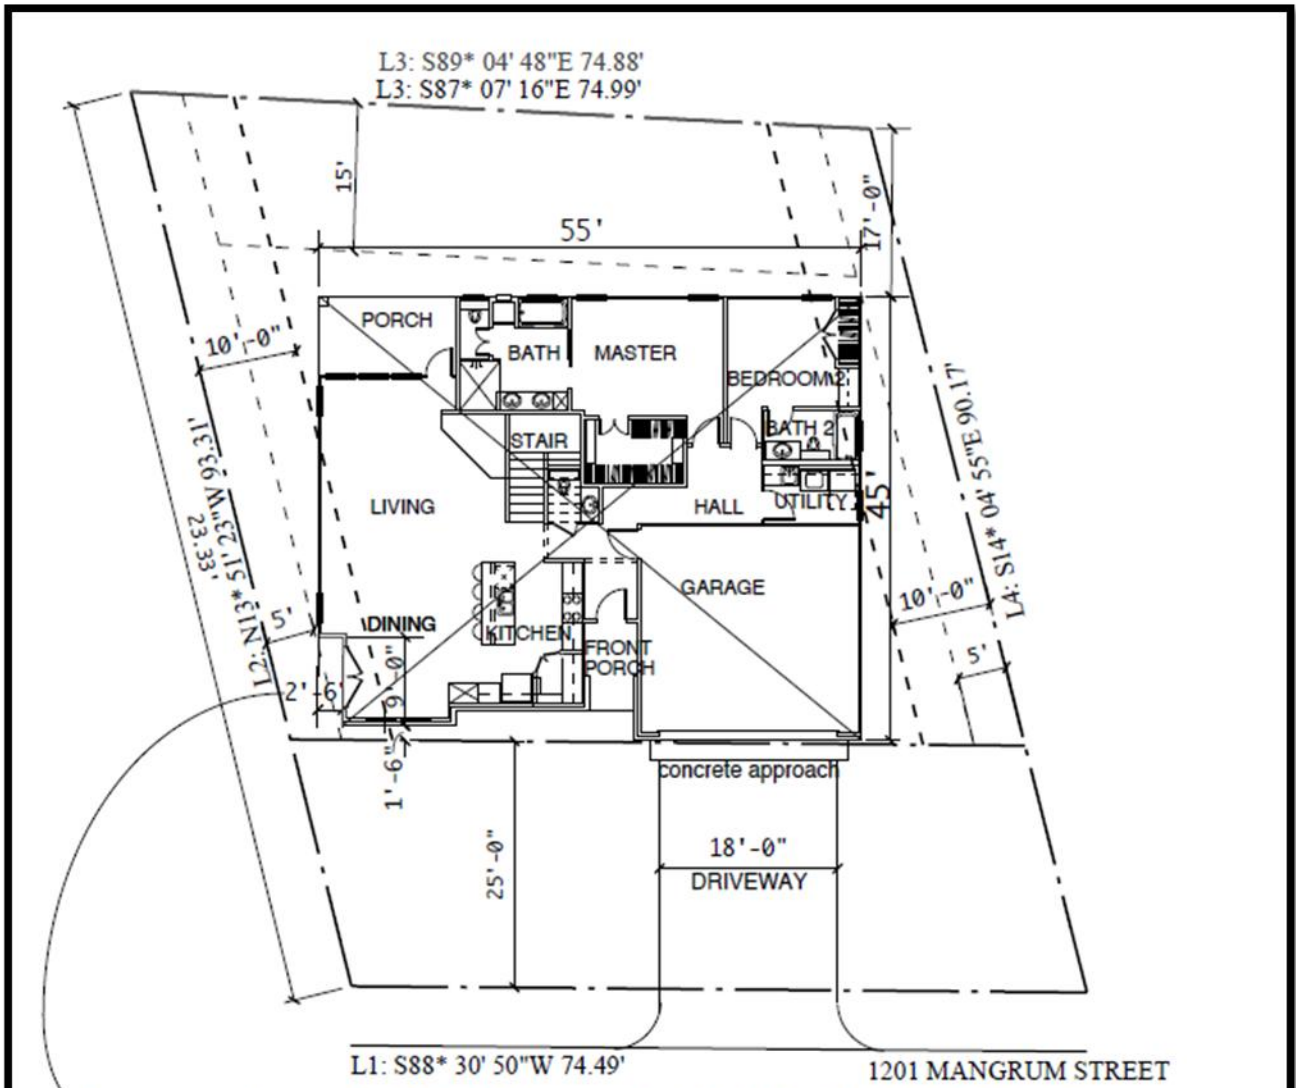 L3: S89* 04' 48"E 74.88'
L3: S87* 07' 16"E 74.99'
15'
55'
17'-0"
PORCH
10'-0"
BATH
MASTER
BEDROOM 2
BATH 2
STAIR
L2: N13* 51' 23"W 93.31'
93.32'
LIVING
HALL
UTILITY
45'
L4: S14* 04' 55"E 90.17'
GARAGE
10'-0"
5'
DINING
KITCHEN
FRONT
PORCH
5'
2'-6'
9'-0"
1'-6"
concrete approach
25'-0"
18'-0"
DRIVEWAY
L1: S88* 30' 50"W 74.49'
1201 MANGRUM STREET